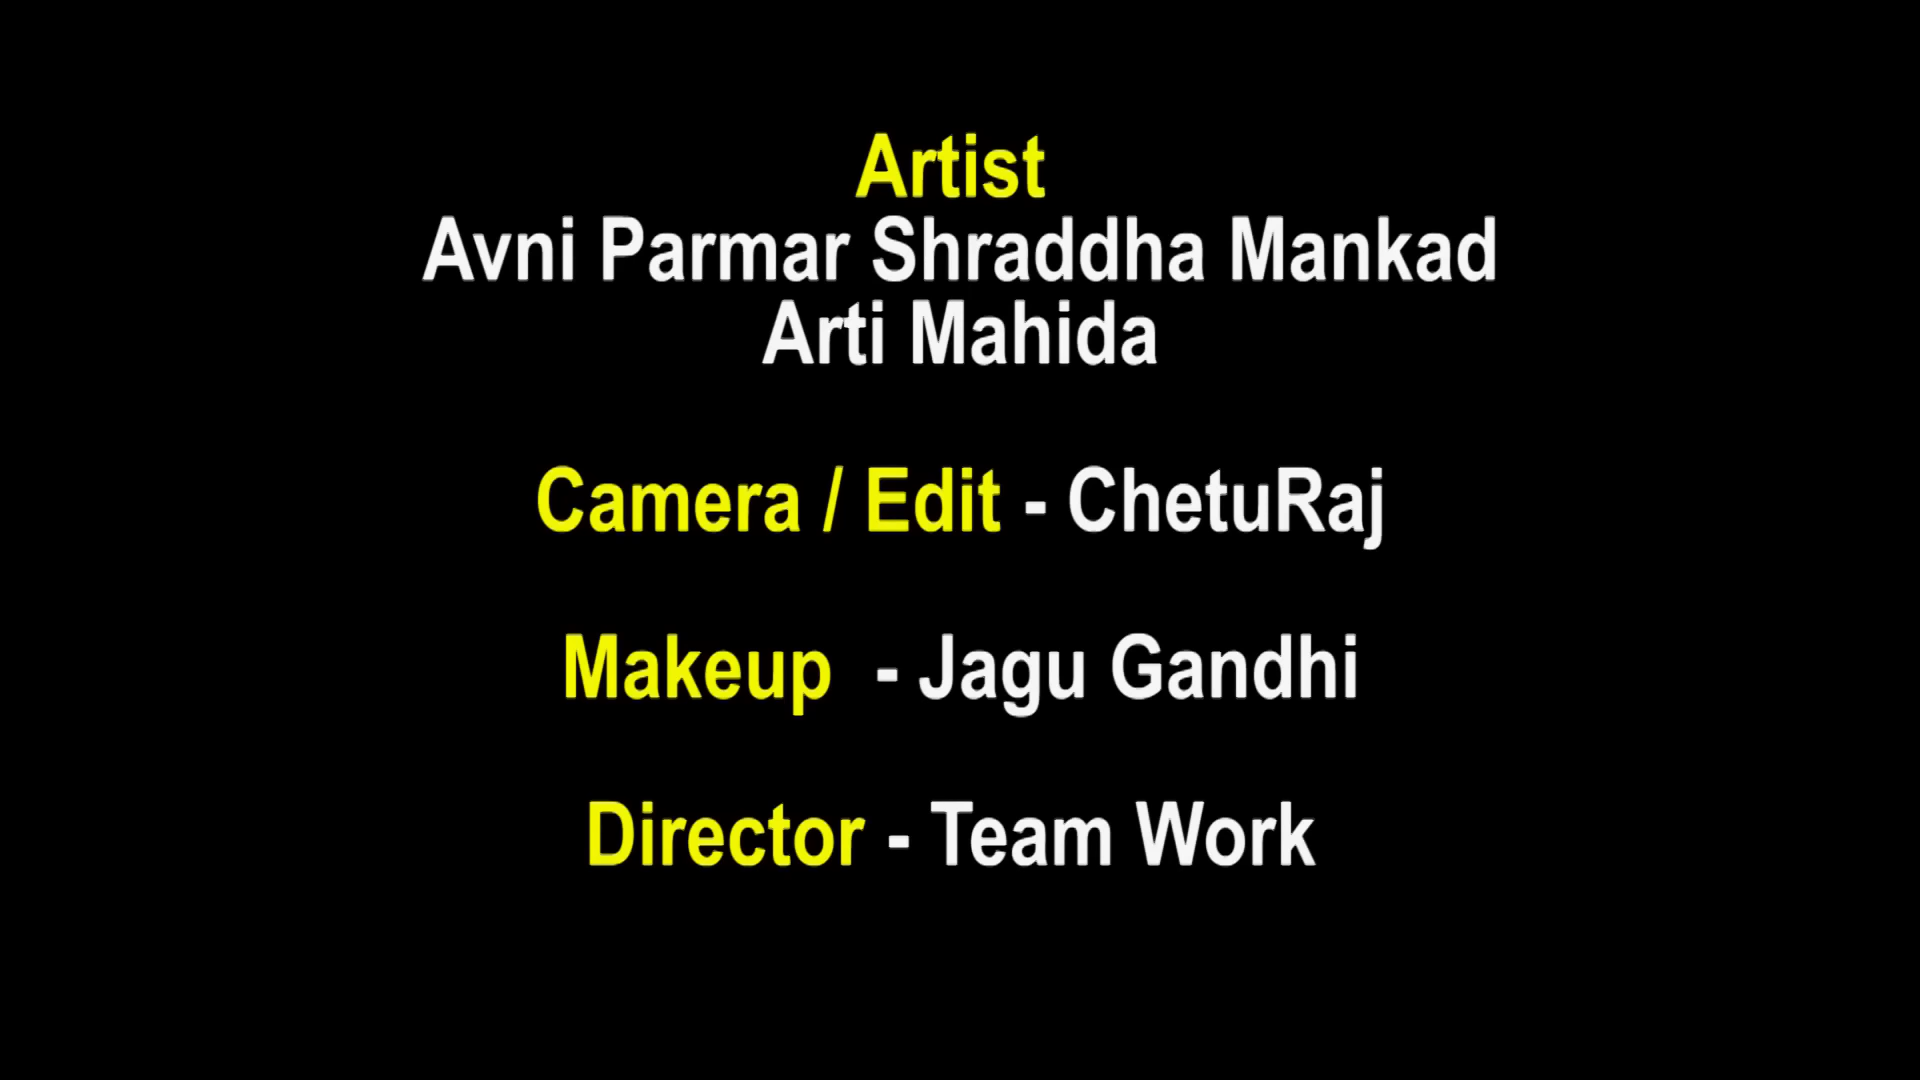 Artist
Avni Parmar Shraddha Mankad
Arti Mahida
Camera / Edit - ChetuRaj
Makeup  - Jagu Gandhi
Director - Team Work